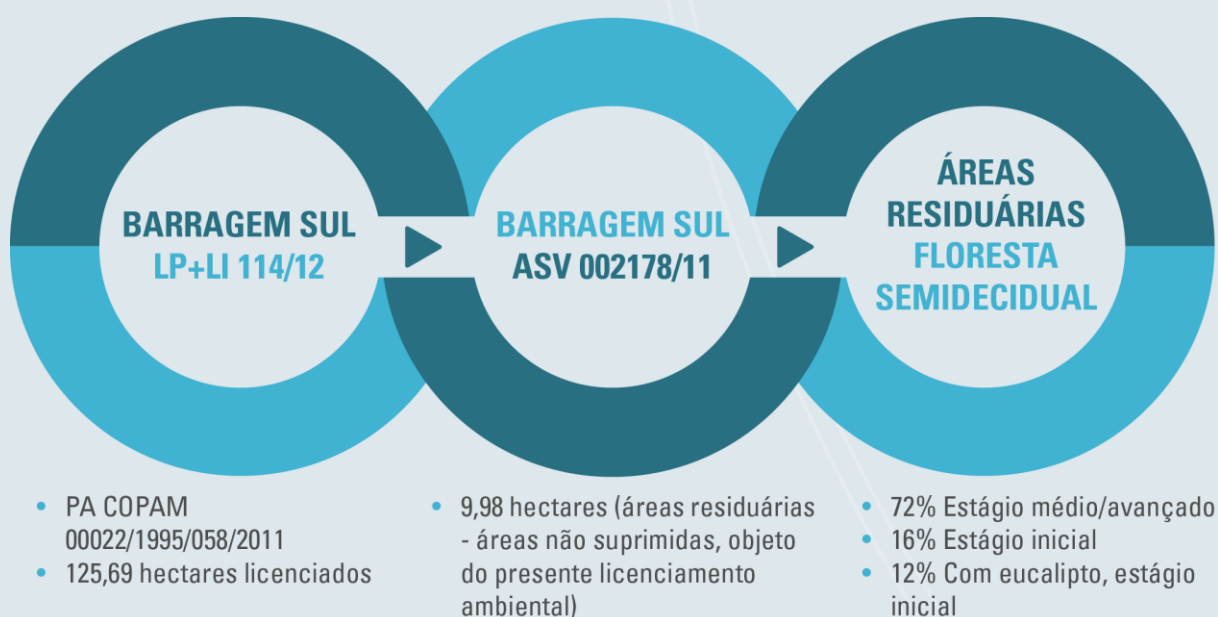 BARRAGEM SUL
LP+LI 114/12
BARRAGEM SUL
ASV 002178/11
ÁREAS
RESIDUÁRIAS
FLORESTA
SEMIDECIDUAL
• PA COPAM
00022/1995/058/2011
• 125,69 hectares licenciados
• 9,98 hectares (áreas residuárias
- áreas não suprimidas, objeto
do presente licenciamento
ambiental)
• 72% Estágio médio/avançado
• 16% Estágio inicial
• 12% Com eucalipto, estágio
inicial